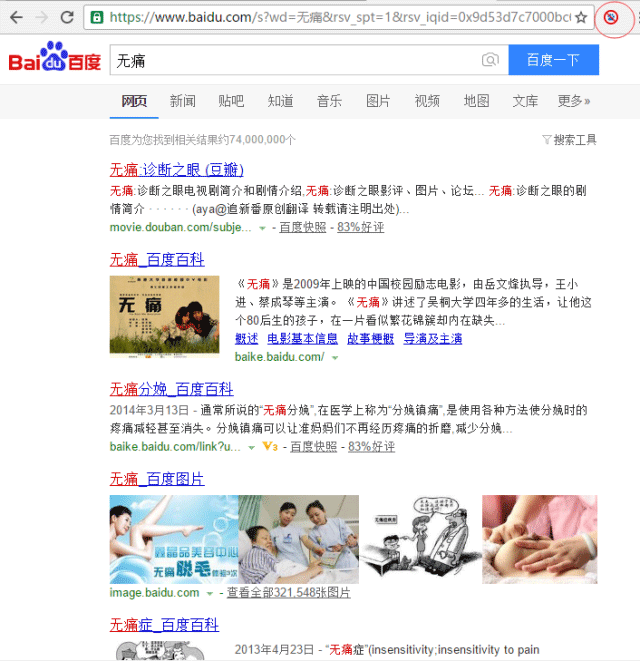 https://www.baidu.com/s?wd=无痛&rsv_spt=1&rsv_iqid=0x9d53d7c7000bc
Bai du 百度
无痛
百度一下
网页 新闻 贴吧 知道 音乐 图片 视频 地图 文库 更多»
百度为您找到相关结果约74,000,000个
搜索工具
无痛:诊断之眼 (豆瓣)
无痛:诊断之眼电视剧简介和剧情介绍,无痛:诊断之眼影评、图片、论坛... 无痛:诊断之眼的剧
情简介 · · · · · · (aya@追新番原创翻译 转载请注明出处)...
movie.douban.com/subje... - 百度快照 - 83%好评
无痛_百度百科
无痛
《无痛》是2009年上映的中国校园励志电影，由岳文烽执导，王小
进、蔡成琴等主演。 《无痛》讲述了吴桐大学四年多的生活，让他这
个80后生的孩子，在一片看似繁花锦簇却内在缺失...
概述 电影基本信息 故事梗概 导演及主演
baike.baidu.com/
无痛分娩_百度百科
2014年3月13日 - 通常所说的“无痛分娩”,在医学上称为“分娩镇痛”,是使用各种方法使分娩时的
疼痛减轻甚至消失。分娩镇痛可以让准妈妈们不再经历疼痛的折磨,减少分娩...
baike.baidu.com/link?u... V3 - 百度快照 - 83%好评
无痛_百度图片
美容中心
无痛脱毛
image.baidu.com - 查看全部321,548张图片
无痛症_百度百科
2013年4月23日 - “无痛症”(insensitivity;insensitivity to pain